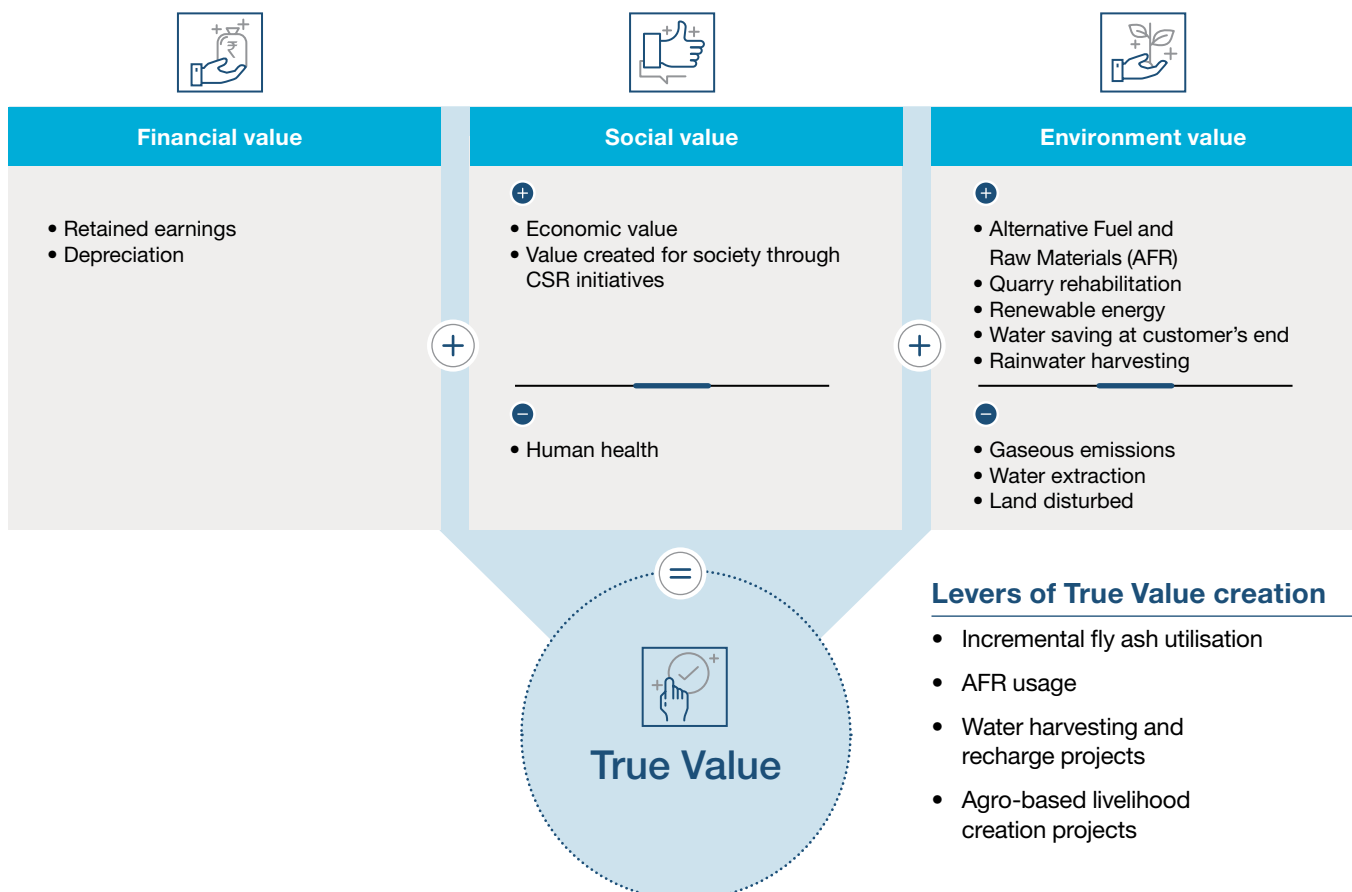 ₹
Financial value
• Retained earnings
• Depreciation
+
Social value
+
• Economic value
• Value created for society through
CSR initiatives
−
• Human health
+
Environment value
+
• Alternative Fuel and
Raw Materials (AFR)
• Quarry rehabilitation
• Renewable energy
• Water saving at customer’s end
• Rainwater harvesting
−
• Gaseous emissions
• Water extraction
• Land disturbed
=
True Value
Levers of True Value creation
• Incremental fly ash utilisation
• AFR usage
• Water harvesting and
recharge projects
• Agro-based livelihood
creation projects